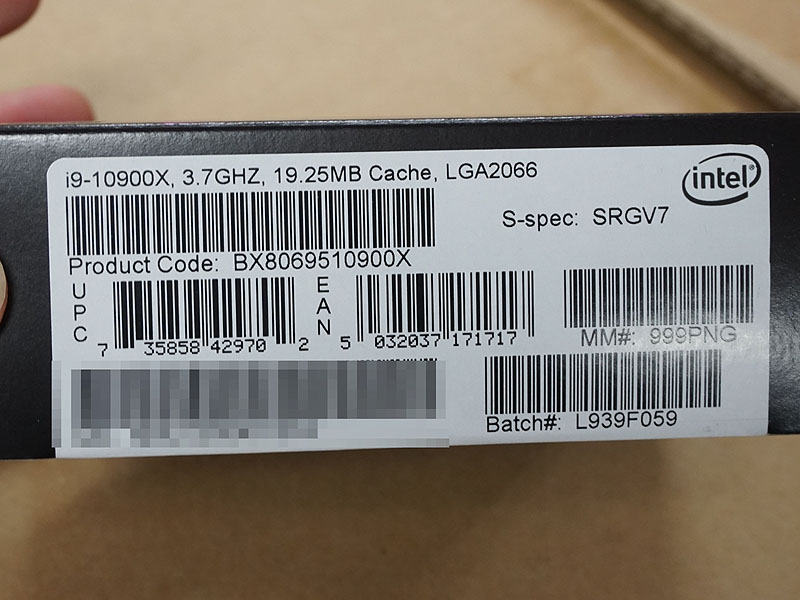 i9-10900X, 3.7GHZ, 19.25MB Cache, LGA2066
intel
S-spec: SRGV7
Product Code: BX8069510900X
UPC
7 35858 42970 2
EAN
5 032037 171717
MM#: 999PNG
Batch#: L939F059